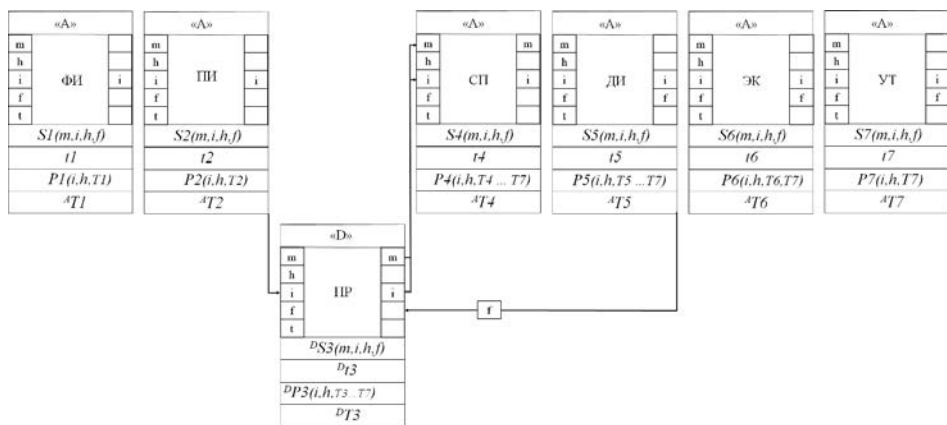 «А»
m
h
i
f
t
ФИ
i
S1(m,i,h,f)
t1
P1(i,h,T1)
ᴬT1
«А»
m
h
i
f
t
ПИ
i
S2(m,i,h,f)
t2
P2(i,h,T2)
ᴬT2
«D»
m
h
i
f
t
ПР
m
i
ᴰS3(m,i,h,f)
ᴰt3
ᴰP3(i,h,T3...T7)
ᴰT3
«А»
m
h
i
f
t
СП
m
i
S4(m,i,h,f)
t4
P4(i,h,T4 ... T7)
ᴬT4
«А»
m
h
i
f
t
ДИ
i
f
S5(m,i,h,f)
t5
P5(i,h,T5 ...T7)
ᴬT5
f
«А»
m
h
i
f
t
ЭК
i
f
S6(m,i,h,f)
t6
P6(i,h,T6,T7)
ᴬT6
«А»
m
h
i
f
t
УТ
i
f
S7(m,i,h,f)
t7
P7(i,h,T7)
ᴬT7